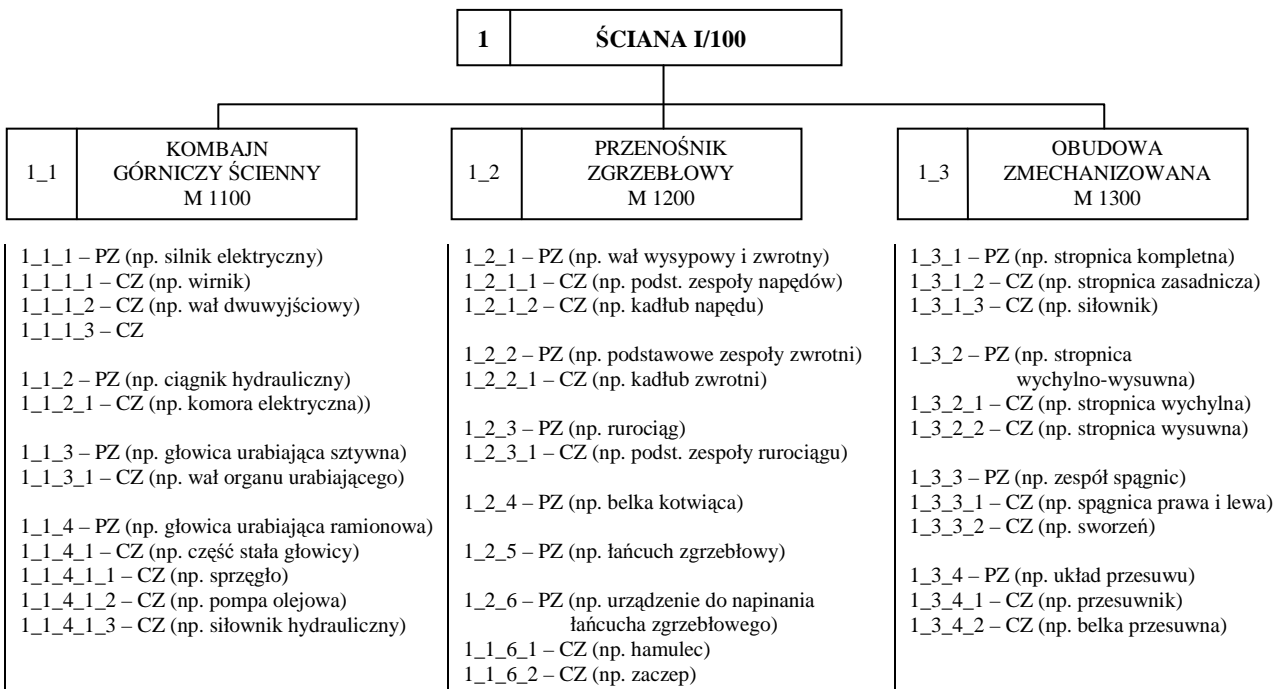 1 ŚCIANA I/100
1_1 KOMBAJN
GÓRNICZY ŚCIENNY
M 1100
1_2 PRZENOŚNIK
ZGRZEBŁOWY
M 1200
1_3 OBUDOWA
ZMECHANIZOWANA
M 1300
1_1_1 – PZ (np. silnik elektryczny)
1_1_1_1 – CZ (np. wirnik)
1_1_1_2 – CZ (np. wał dwuwyjściowy)
1_1_1_3 – CZ
1_1_2 – PZ (np. ciągnik hydrauliczny)
1_1_2_1 – CZ (np. komora elektryczna))
1_1_3 – PZ (np. głowica urabiająca sztywna)
1_1_3_1 – CZ (np. wał organu urabiającego)
1_1_4 – PZ (np. głowica urabiająca ramionowa)
1_1_4_1 – CZ (np. część stała głowicy)
1_1_4_1_1 – CZ (np. sprzęgło)
1_1_4_1_2 – CZ (np. pompa olejowa)
1_1_4_1_3 – CZ (np. siłownik hydrauliczny)
1_2_1 – PZ (np. wał wysypowy i zwrotny)
1_2_1_1 – CZ (np. podst. zespoły napędów)
1_2_1_2 – CZ (np. kadłub napędu)
1_2_2 – PZ (np. podstawowe zespoły zwrotni)
1_2_2_1 – CZ (np. kadłub zwrotni)
1_2_3 – PZ (np. rurociąg)
1_2_3_1 – CZ (np. podst. zespoły rurociągu)
1_2_4 – PZ (np. belka kotwiąca)
1_2_5 – PZ (np. łańcuch zgrzebłowy)
1_2_6 – PZ (np. urządzenie do napinania
łańcucha zgrzebłowego)
1_1_6_1 – CZ (np. hamulec)
1_1_6_2 – CZ (np. zaczep)
1_3_1 – PZ (np. stropnica kompletna)
1_3_1_2 – CZ (np. stropnica zasadnicza)
1_3_1_3 – CZ (np. siłownik)
1_3_2 – PZ (np. stropnica
wychylno-wysuwna)
1_3_2_1 – CZ (np. stropnica wychylna)
1_3_2_2 – CZ (np. stropnica wysuwna)
1_3_3 – PZ (np. zespół spągnic)
1_3_3_1 – CZ (np. spągnica prawa i lewa)
1_3_3_2 – CZ (np. sworzeń)
1_3_4 – PZ (np. układ przesuwu)
1_3_4_1 – CZ (np. przesuwnik)
1_3_4_2 – CZ (np. belka przesuwna)